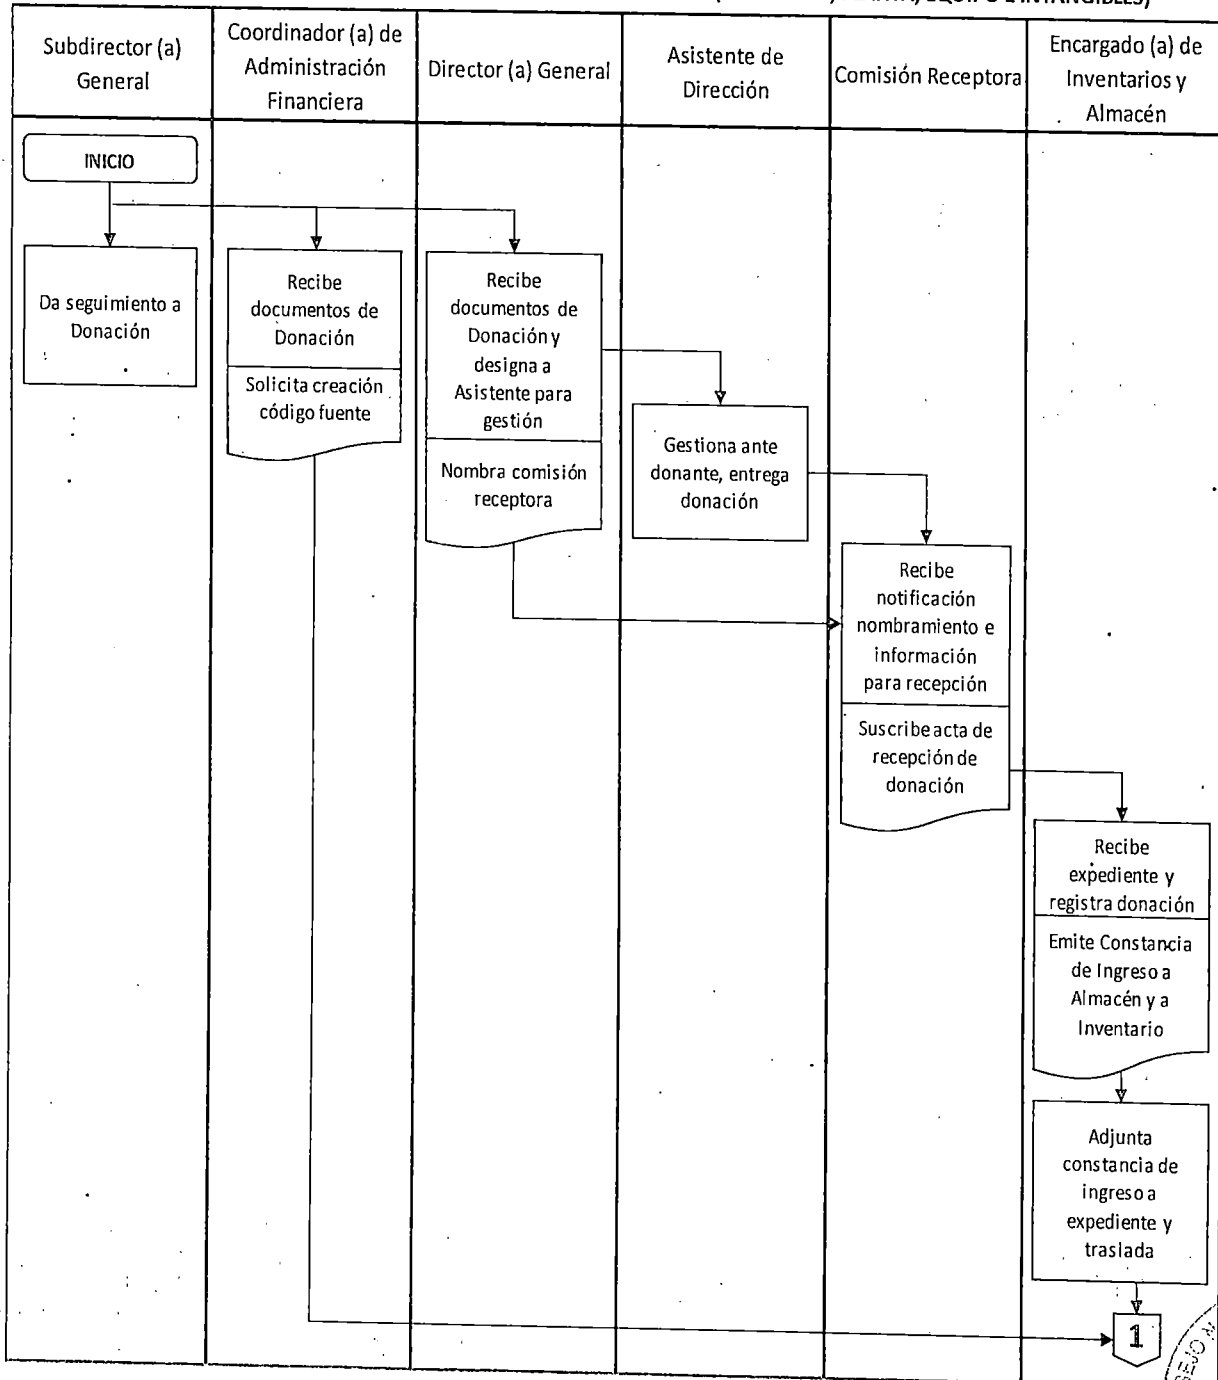 EQUIPO E INTANGIBLES)
Subdirector (a)
General
Coordinador (a) de
Administración
Financiera
Director (a) General
Asistente de
Dirección
Comisión Receptora
Encargado (a) de
Inventarios y
Almacén
INICIO
Da seguimiento a
Donación
Recibe
documentos de
Donación
Solicita creación
código fuente
Recibe
documentos de
Donación y
designa a
Asistente para
gestión
Nombra comisión
receptora
Gestiona ante
donante, entrega
donación
Recibe
notificación
nombramiento e
información
para recepción
Suscribe acta de
recepción de
donación
Recibe
expediente y
registra donación
Emite Constancia
de Ingreso a
Almacén y a
Inventario
Adjunta
constancia de
ingreso a
expediente y
traslada
1